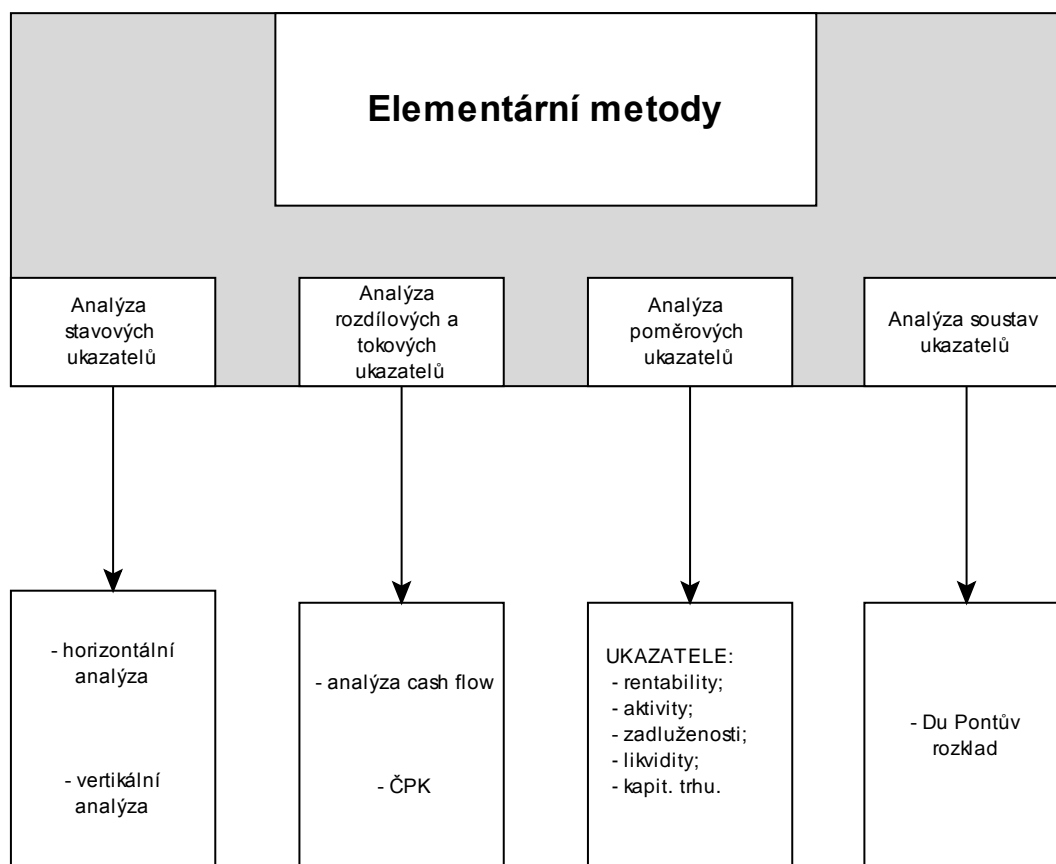 Elementární metody
Analýza
stavových
ukazatelů
Analýza
rozdílových a
tokových
ukazatelů
Analýza
poměrových
ukazatelů
Analýza soustav
ukazatelů
- horizontální
analýza
- vertikální
analýza
- analýza cash flow
- ČPK
UKAZATELE:
- rentability;
- aktivity;
- zadluženosti;
- likvidity;
- kapit. trhu.
- Du Pontův
rozklad